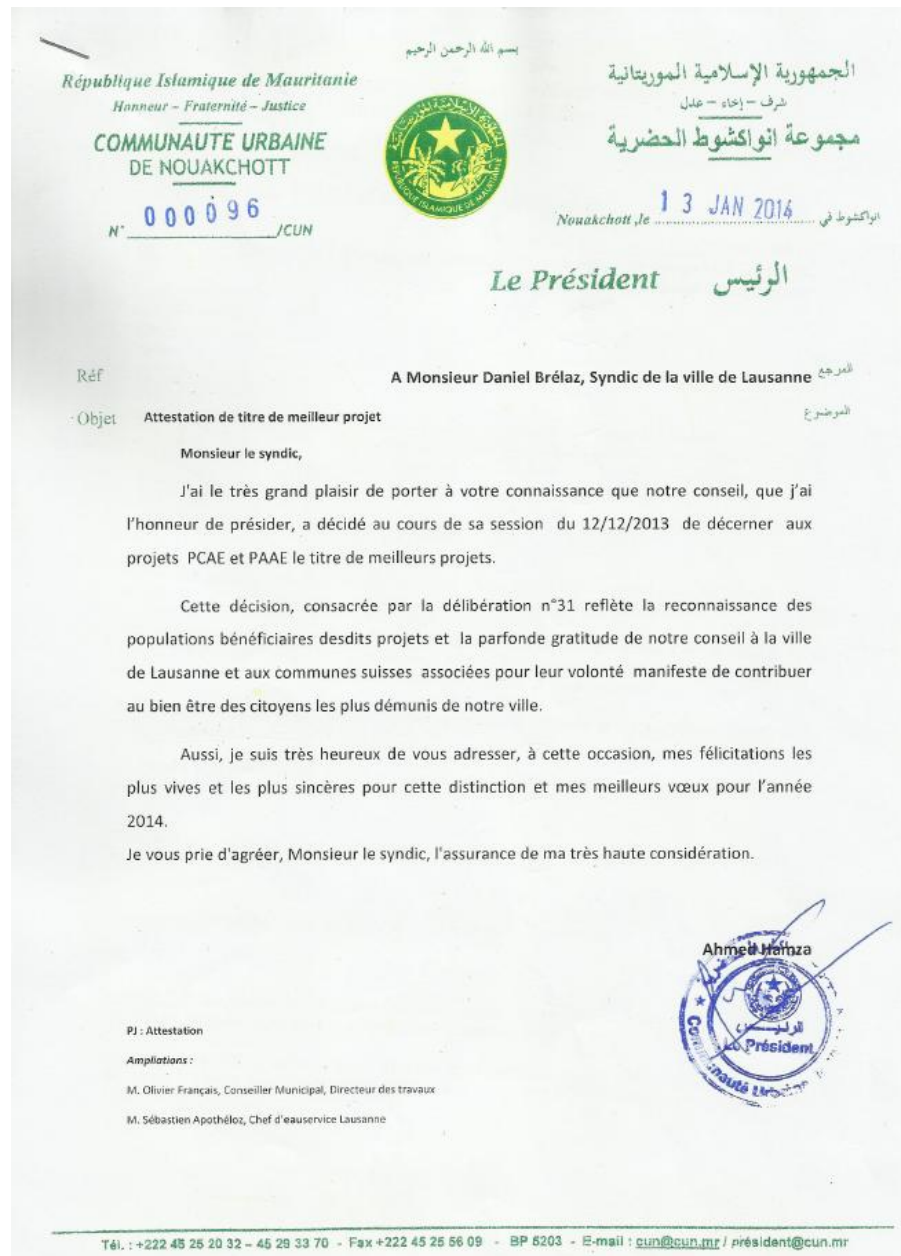 بسم الله الرحمن الرحيم
République Islamique de Mauritanie
Honneur – Fraternité – Justice
COMMUNAUTE URBAINE
DE NOUAKCHOTT
N° 000096 /CUN
الجمهورية الإسلامية الموريتانية
شرف – إخاء – عدل
مجموعة انواكشوط الحضرية
Nouakchott ,le 13 JAN 2014 انواكشوط في
REPUBLIQUE ISLAMIQUE DE MAURITANIE
الجمهورية الإسلامية الموريتانية
Le Président الرئيس
Réf A Monsieur Daniel Brélaz, Syndic de la ville de Lausanne المرجع
Objet Attestation de titre de meilleur projet الموضوع
Monsieur le syndic,
J'ai le très grand plaisir de porter à votre connaissance que notre conseil, que j'ai
l'honneur de présider, a décidé au cours de sa session du 12/12/2013 de décerner aux
projets PCAE et PAAE le titre de meilleurs projets.
Cette décision, consacrée par la délibération n°31 reflète la reconnaissance des
populations bénéficiaires desdits projets et la parfonde gratitude de notre conseil à la ville
de Lausanne et aux communes suisses associées pour leur volonté manifeste de contribuer
au bien être des citoyens les plus démunis de notre ville.
Aussi, je suis très heureux de vous adresser, à cette occasion, mes félicitations les
plus vives et les plus sincères pour cette distinction et mes meilleurs vœux pour l'année
2014.
Je vous prie d'agréer, Monsieur le syndic, l'assurance de ma très haute considération.
Ahmed Hamza
الرئيس
Le Président
Communauté Urbaine
PJ : Attestation
Ampliations :
M. Olivier Français, Conseiller Municipal, Directeur des travaux
M. Sébastien Apothéloz, Chef d'eauservice Lausanne
Tél. : +222 45 25 20 32 – 45 29 33 70 - Fax +222 45 25 56 09 - BP 5203 - E-mail : cun@cun.mr / président@cun.mr